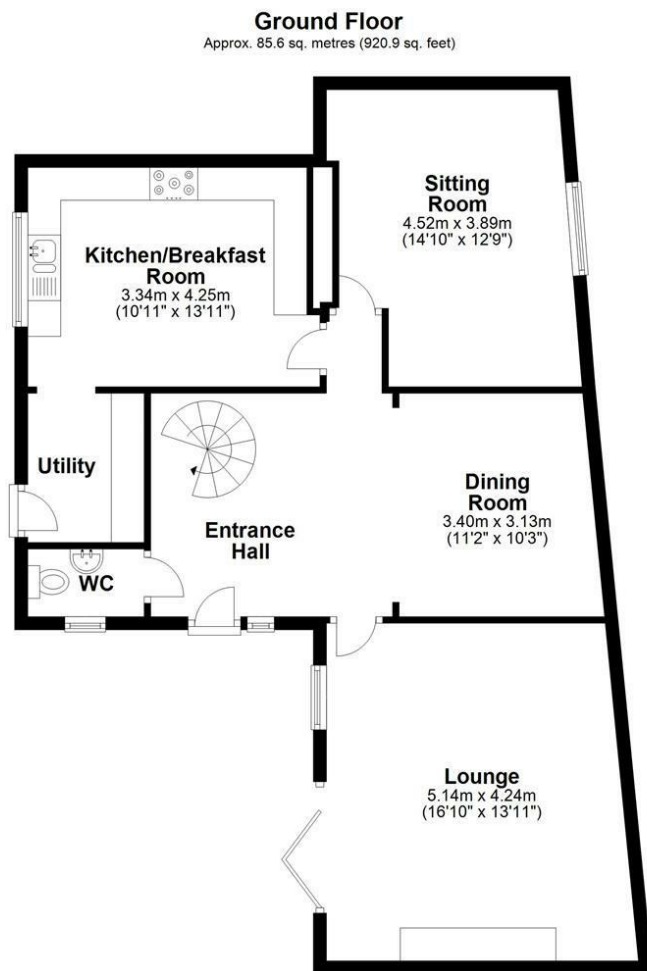 Ground Floor
Approx. 85.6 sq. metres (920.9 sq. feet)
Sitting
Room
4.52m x 3.89m
(14'10" x 12'9")
Kitchen/Breakfast
Room
3.34m x 4.25m
(10'11" x 13'11")
Utility
Dining
Room
3.40m x 3.13m
(11'2" x 10'3")
Entrance
Hall
WC
Lounge
5.14m x 4.24m
(16'10" x 13'11")